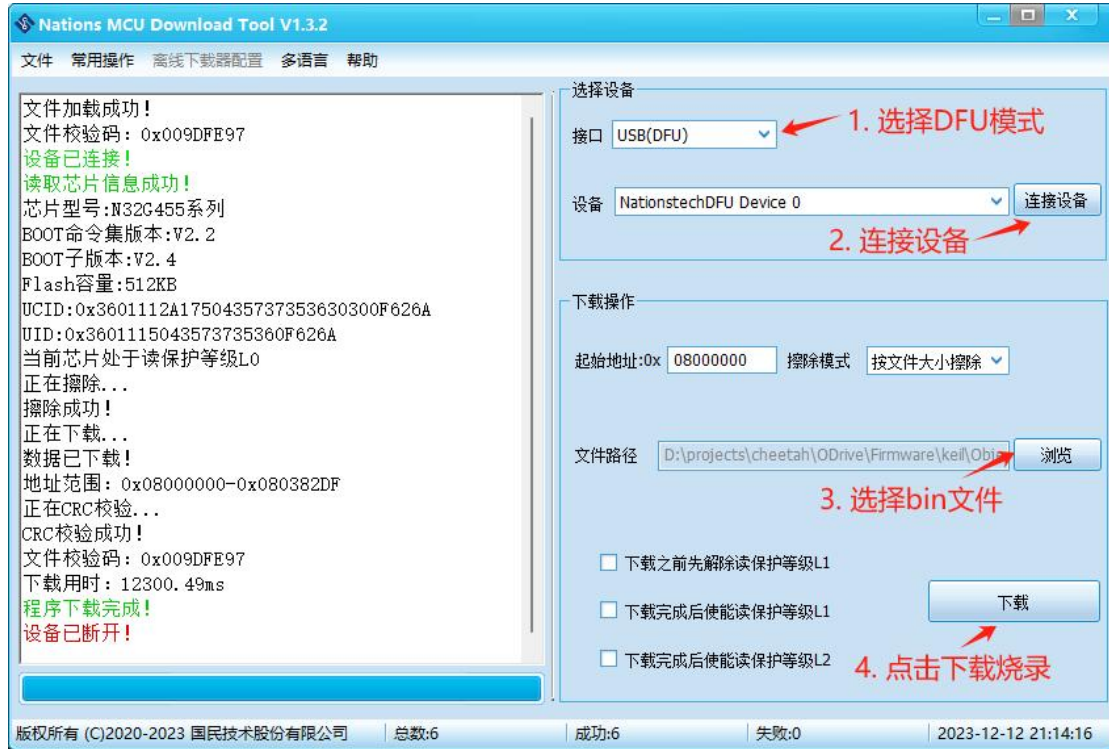 Nations MCU Download Tool V1.3.2
文件 常用操作 离线下载器配置 多语言 帮助
文件加载成功!
文件校验码: 0x009DFE97
设备已连接!
读取芯片信息成功!
芯片型号:N32G455系列
BOOT命令集版本:V2.2
BOOT子版本:V2.4
Flash容量:512KB
UCID:0x3601112A1750435737353630300F626A
UID:0x3601115043573735360F626A
当前芯片处于读保护等级L0
正在擦除...
擦除成功!
正在下载...
数据已下载!
地址范围: 0x08000000-0x080382DF
正在CRC校验...
CRC校验成功!
文件校验码: 0x009DFE97
下载用时: 12300.49ms
程序下载完成!
设备已断开!
选择设备
接口 USB(DFU)
1. 选择DFU模式
设备 NationstechDFU Device 0 连接设备
2. 连接设备
下载操作
起始地址:0x 08000000 擦除模式 按文件大小擦除
文件路径 D:\projects\cheetah\ODrive\Firmware\keil\Obje 浏览
3. 选择bin文件
下载之前先解除读保护等级L1
下载完成后使能读保护等级L1
下载
下载完成后使能读保护等级L2
4. 点击下载烧录
版权所有 (C)2020-2023 国民技术股份有限公司 总数:6 成功:6 失败:0 2023-12-12 21:14:16